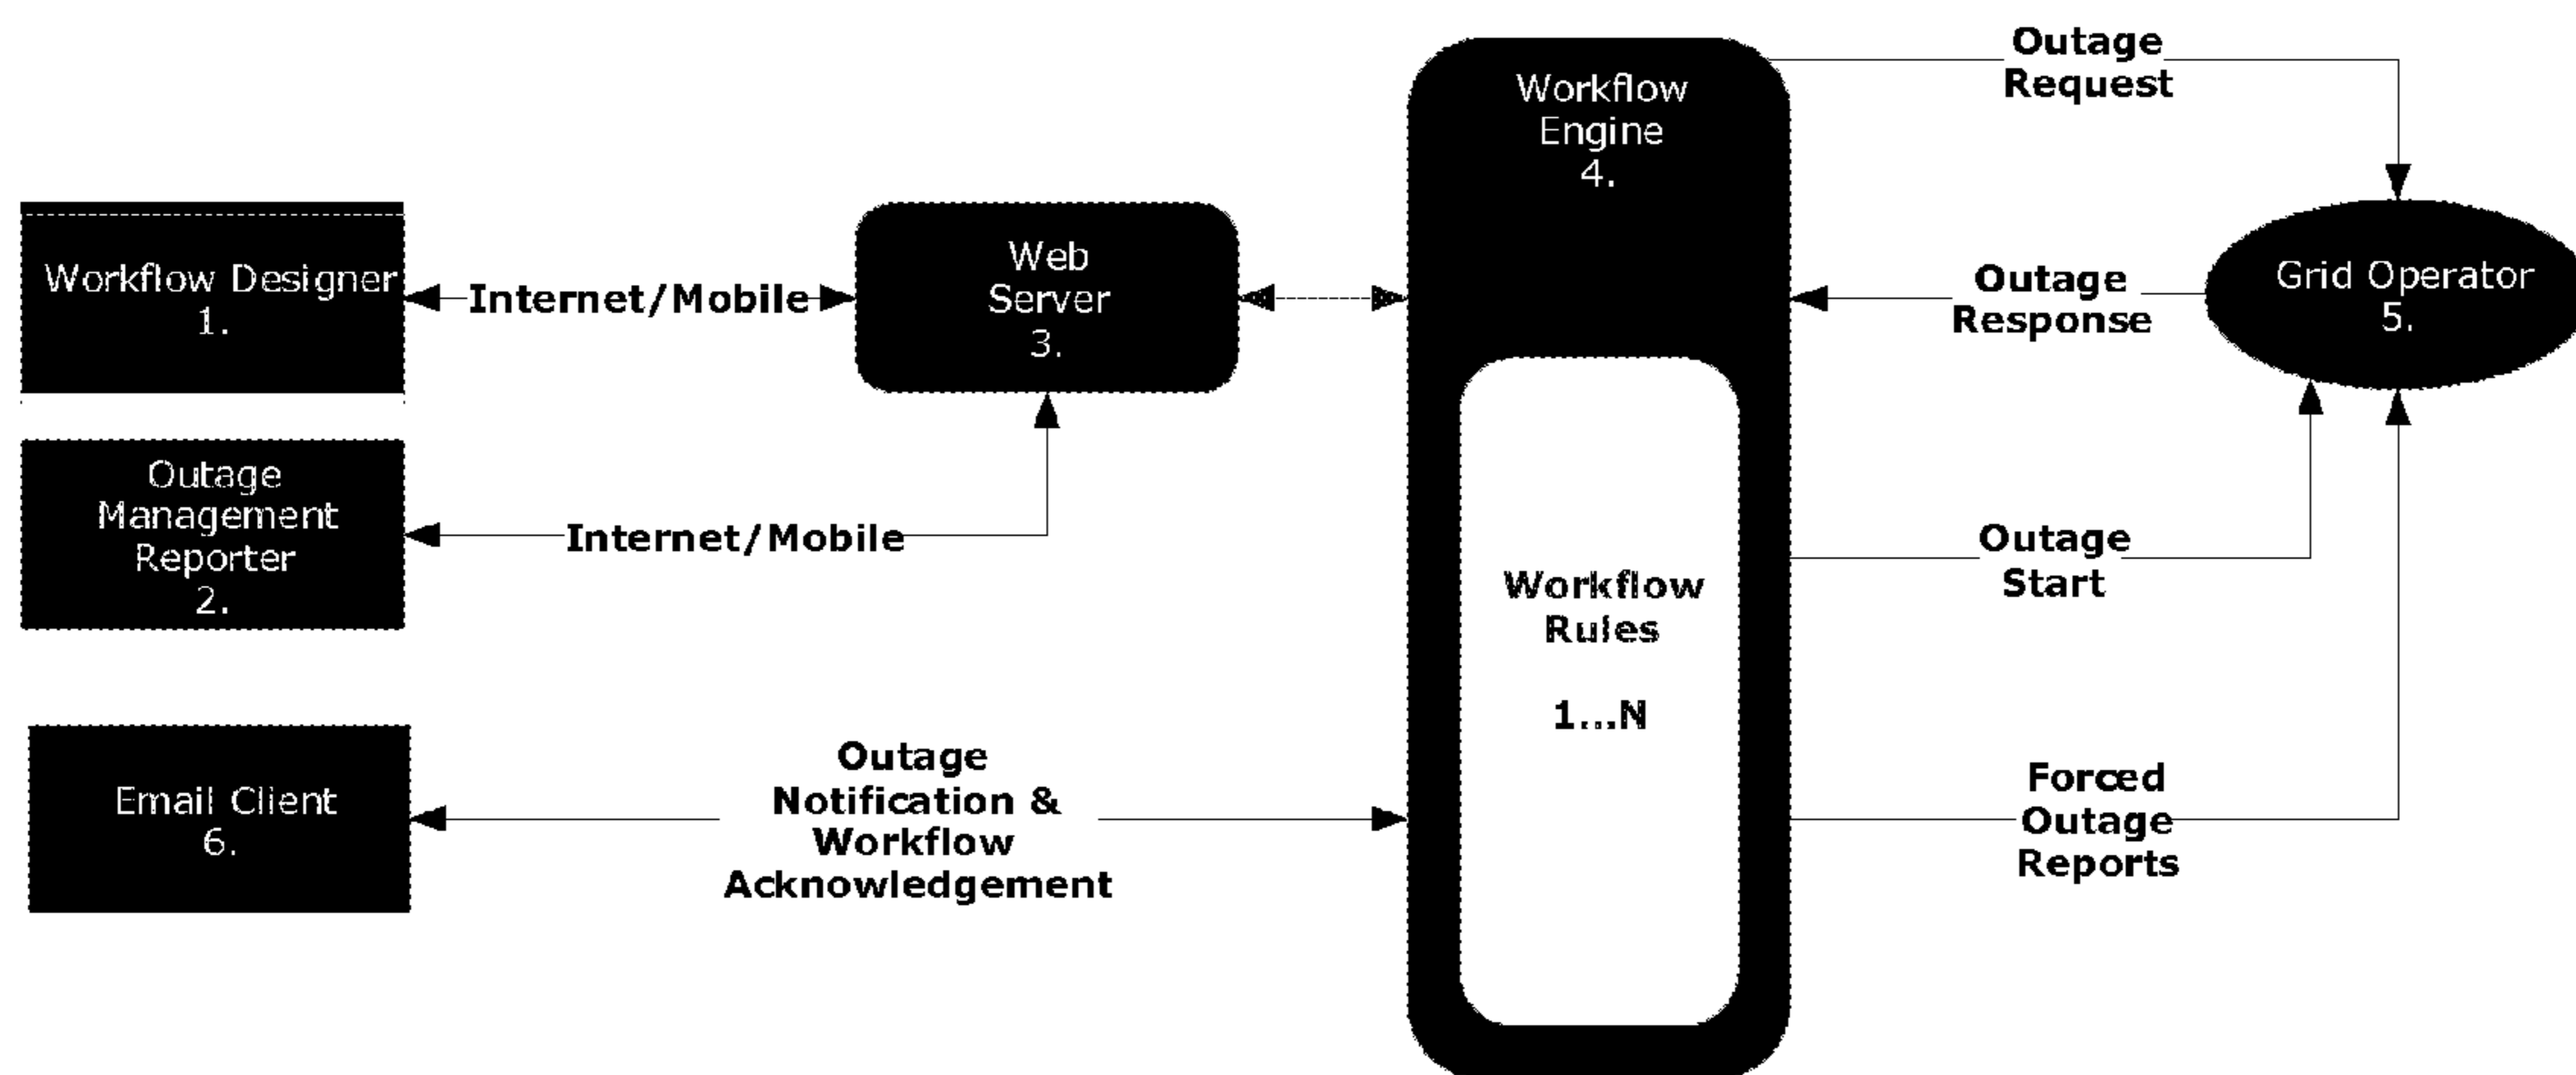 Outage
Request
Workflow
Engine
4.
Workflow Designer
1.
Internet/Mobile
Web
Server
3.
Outage
Response
Grid Operator
5.
Outage
Management
Reporter
2.
Internet/Mobile
Workflow
Rules
1...N
Outage
Start
Email Client
6.
Outage
Notification &
Workflow
Acknowledgement
Forced
Outage
Reports